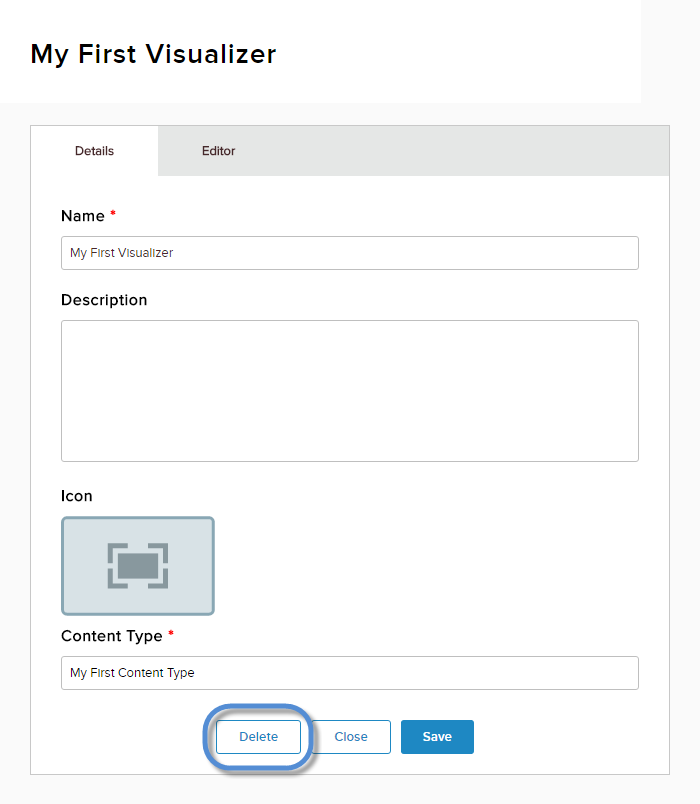 My First Visualizer
Details Editor
Name *
My First Visualizer
Description
Icon
Content Type *
My First Content Type
Delete Close Save